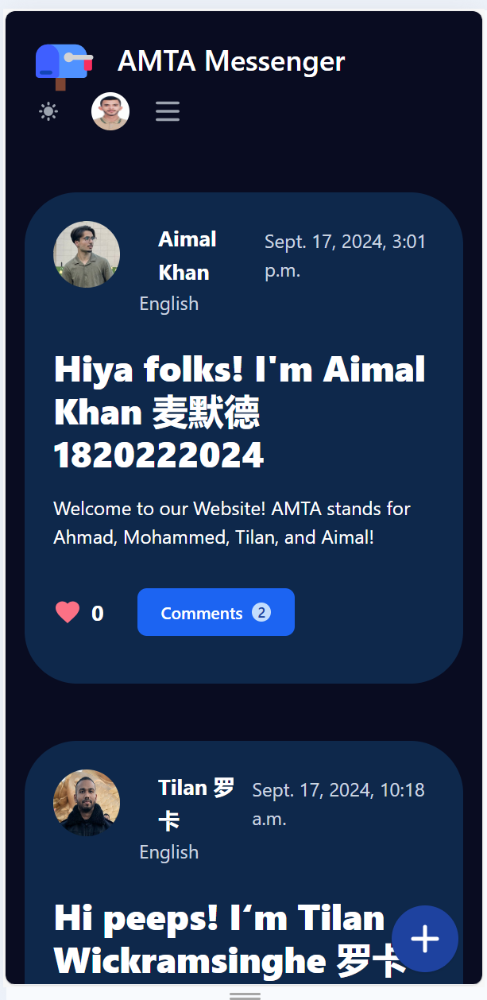 AMTA Messenger
Aimal
Khan
Sept. 17, 2024, 3:01
p.m.
English
Hiya folks! I'm Aimal
Khan 麦默德
1820222024
Welcome to our Website! AMTA stands for
Ahmad, Mohammed, Tilan, and Aimal!
0
Comments 2
Tilan 罗
卡
Sept. 17, 2024, 10:18
a.m.
English
Hi peeps! I‘m Tilan
Wickramsinghe 罗卡